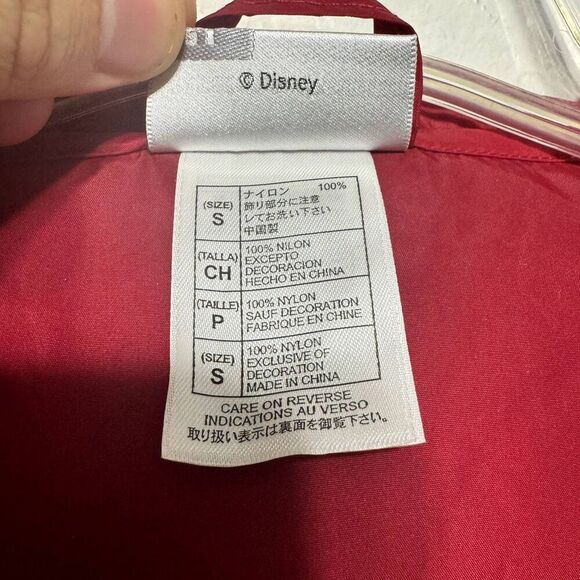 © Disney
(SIZE)
S
ナイロン 100%
飾り部分に注意
してお洗い下さい
中国製
(TALLA)
CH
100% NILON
EXCEPTO
DECORACION
HECHO EN CHINA
(TAILLE)
P
100% NYLON
SAUF DECORATION
FABRIQUE EN CHINE
(SIZE)
S
100% NYLON
EXCLUSIVE OF
DECORATION
MADE IN CHINA
CARE ON REVERSE
INDICATIONS AU VERSO
取り扱い表示は裏面を御覧下さい。